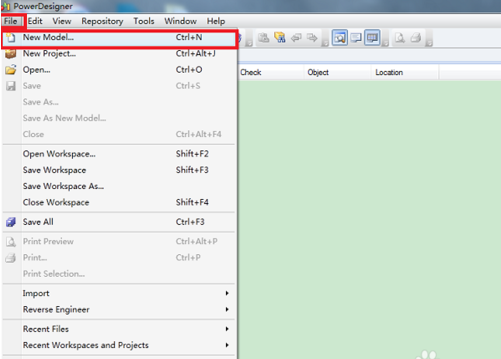 PowerDesigner
File Edit View Repository Tools Window Help
New Model... Ctrl+N
New Project... Ctrl+Alt+J
Open... Ctrl+O
Save Ctrl+S
Save As...
Save As New Model...
Close Ctrl+Alt+F4
Open Workspace... Shift+F2
Save Workspace Shift+F3
Save Workspace As...
Close Workspace Shift+F4
Save All Ctrl+F3
Print Preview Ctrl+Alt+P
Print... Ctrl+P
Print Selection...
Import
Reverse Engineer
Recent Files
Recent Workspaces and Projects
Exit
Check Object Location